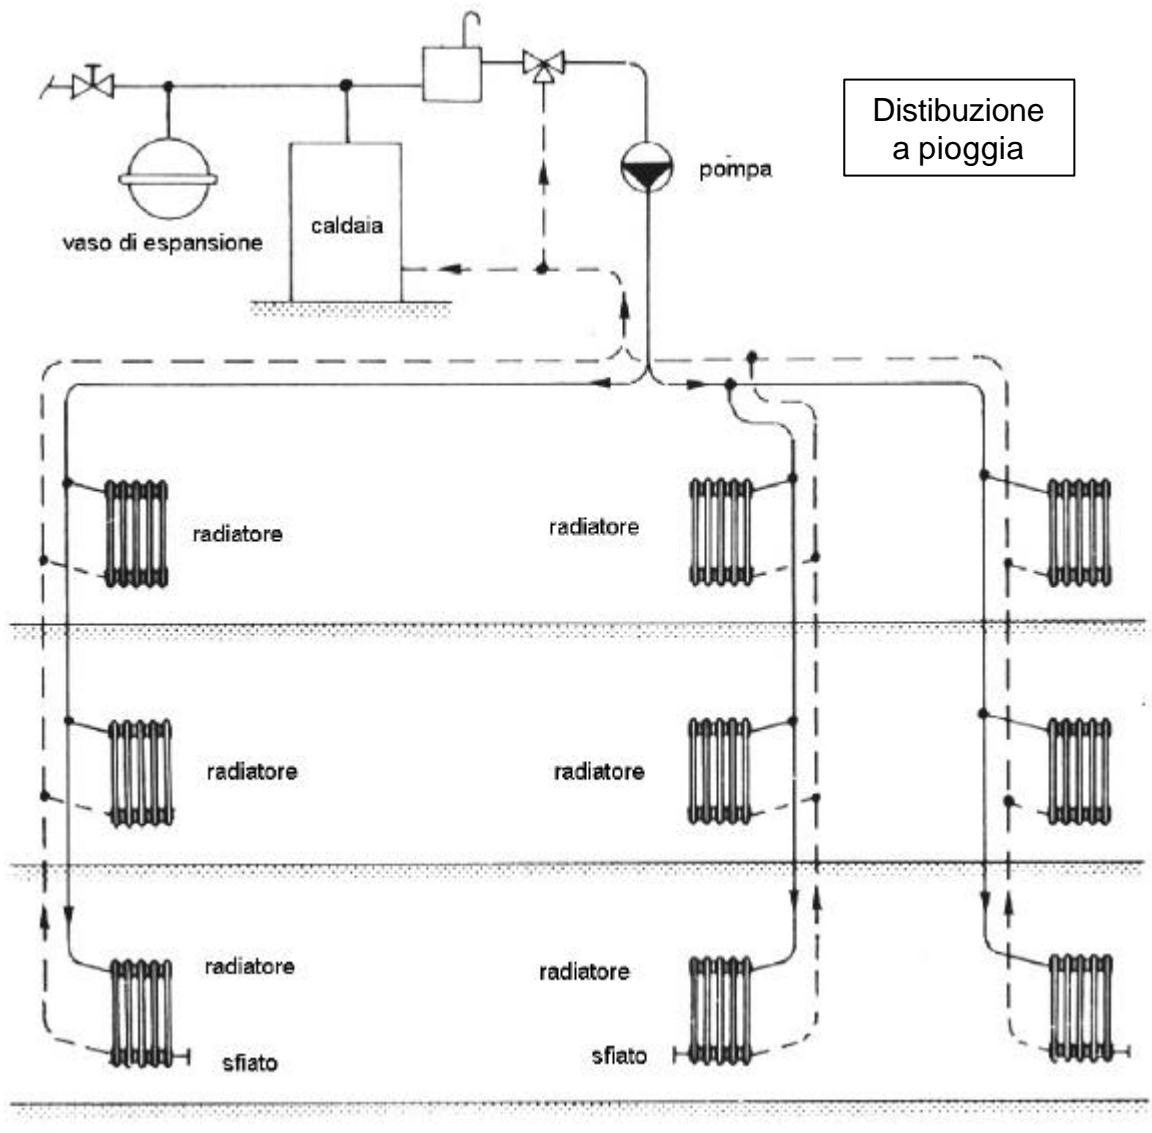 Distibuzione
a pioggia
pompa
caldaia
vaso di espansione
radiatore
radiatore
radiatore
radiatore
radiatore
radiatore
sfiato
sfiato